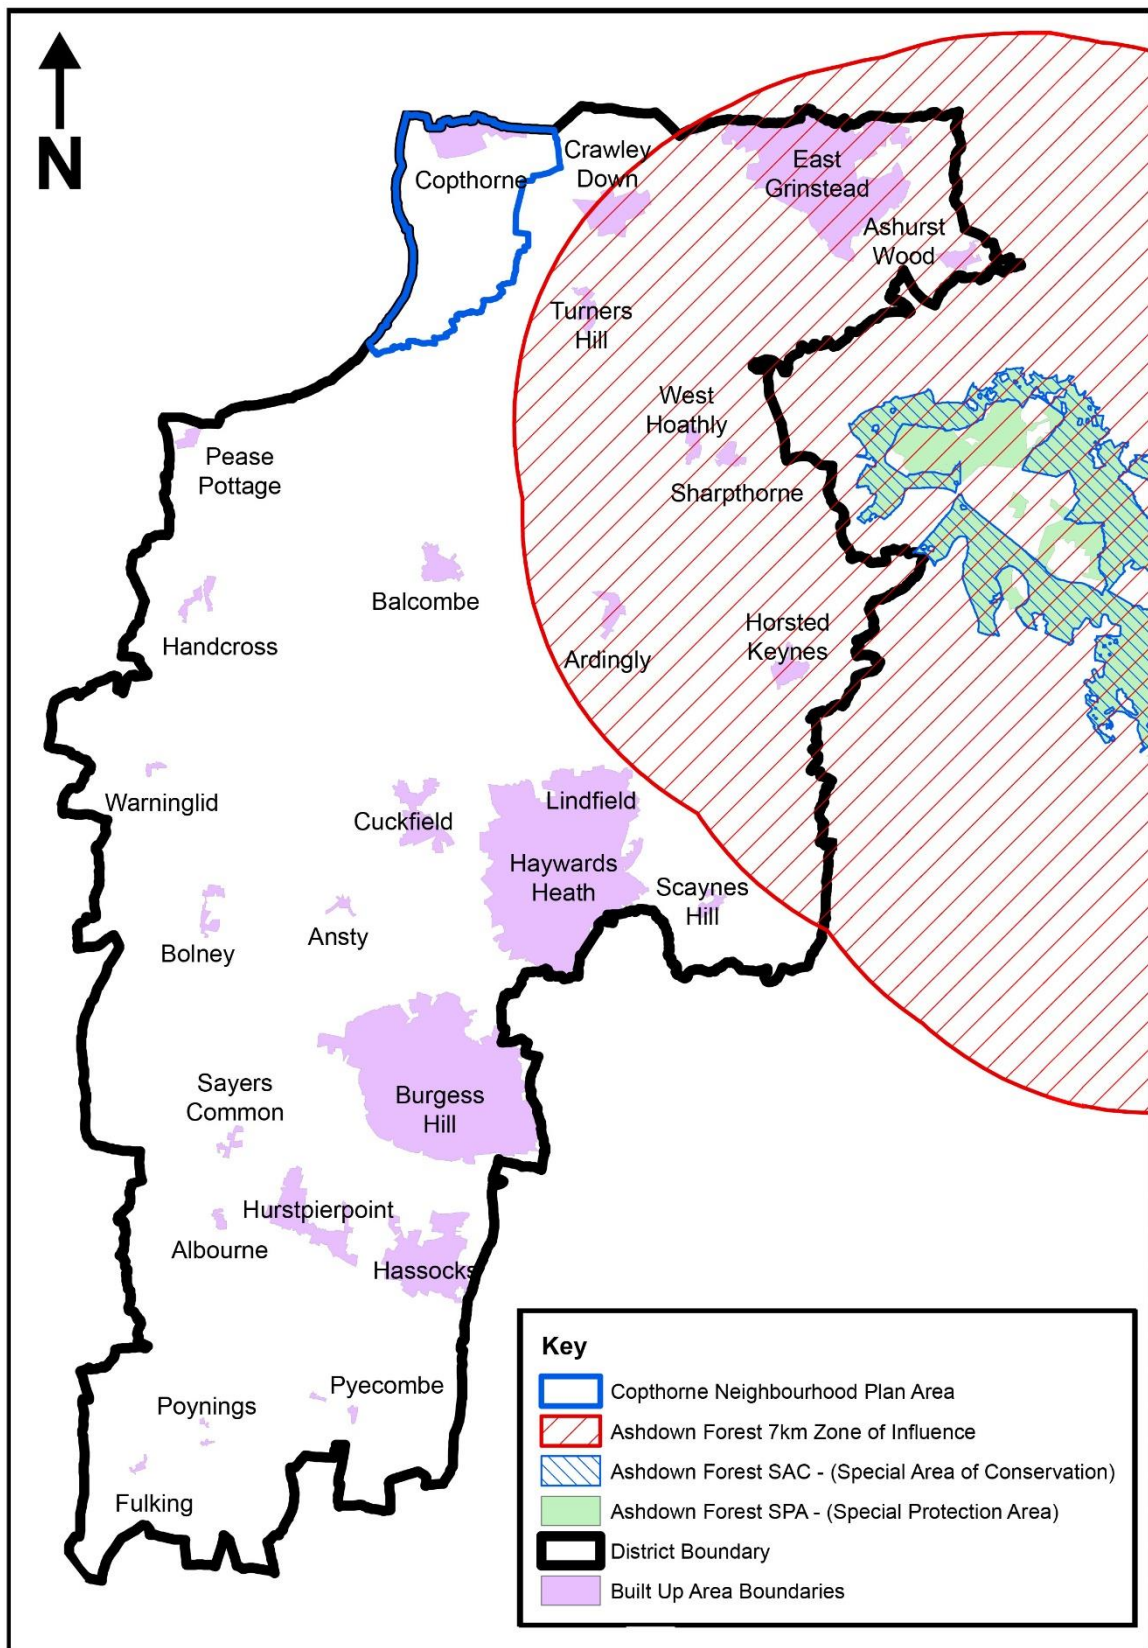 N
Copthorne
Crawley
Down
East
Grinstead
Ashurst
Wood
Turners
Hill
West
Hoathly
Sharpthorne
Pease
Pottage
Balcombe
Handcross
Ardingly
Horsted
Keynes
Warninglid
Cuckfield
Lindfield
Haywards
Heath
Scaynes
Hill
Bolney
Ansty
Sayers
Common
Burgess
Hill
Hurstpierpoint
Albourne
Hassocks
Poynings
Pyecombe
Fulking
Key
Copthorne Neighbourhood Plan Area
Ashdown Forest 7km Zone of Influence
Ashdown Forest SAC - (Special Area of Conservation)
Ashdown Forest SPA - (Special Protection Area)
District Boundary
Built Up Area Boundaries